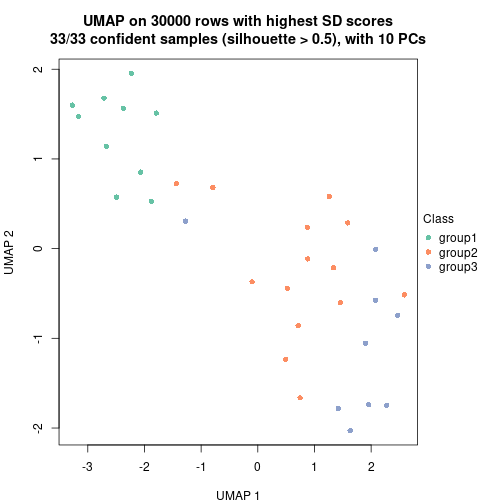 UMAP on 30000 rows with highest SD scores
33/33 confident samples (silhouette > 0.5), with 10 PCs
2
1
0
-1
-2
UMAP 2
-3
-2
-1
0
1
2
UMAP 1
Class
group1
group2
group3